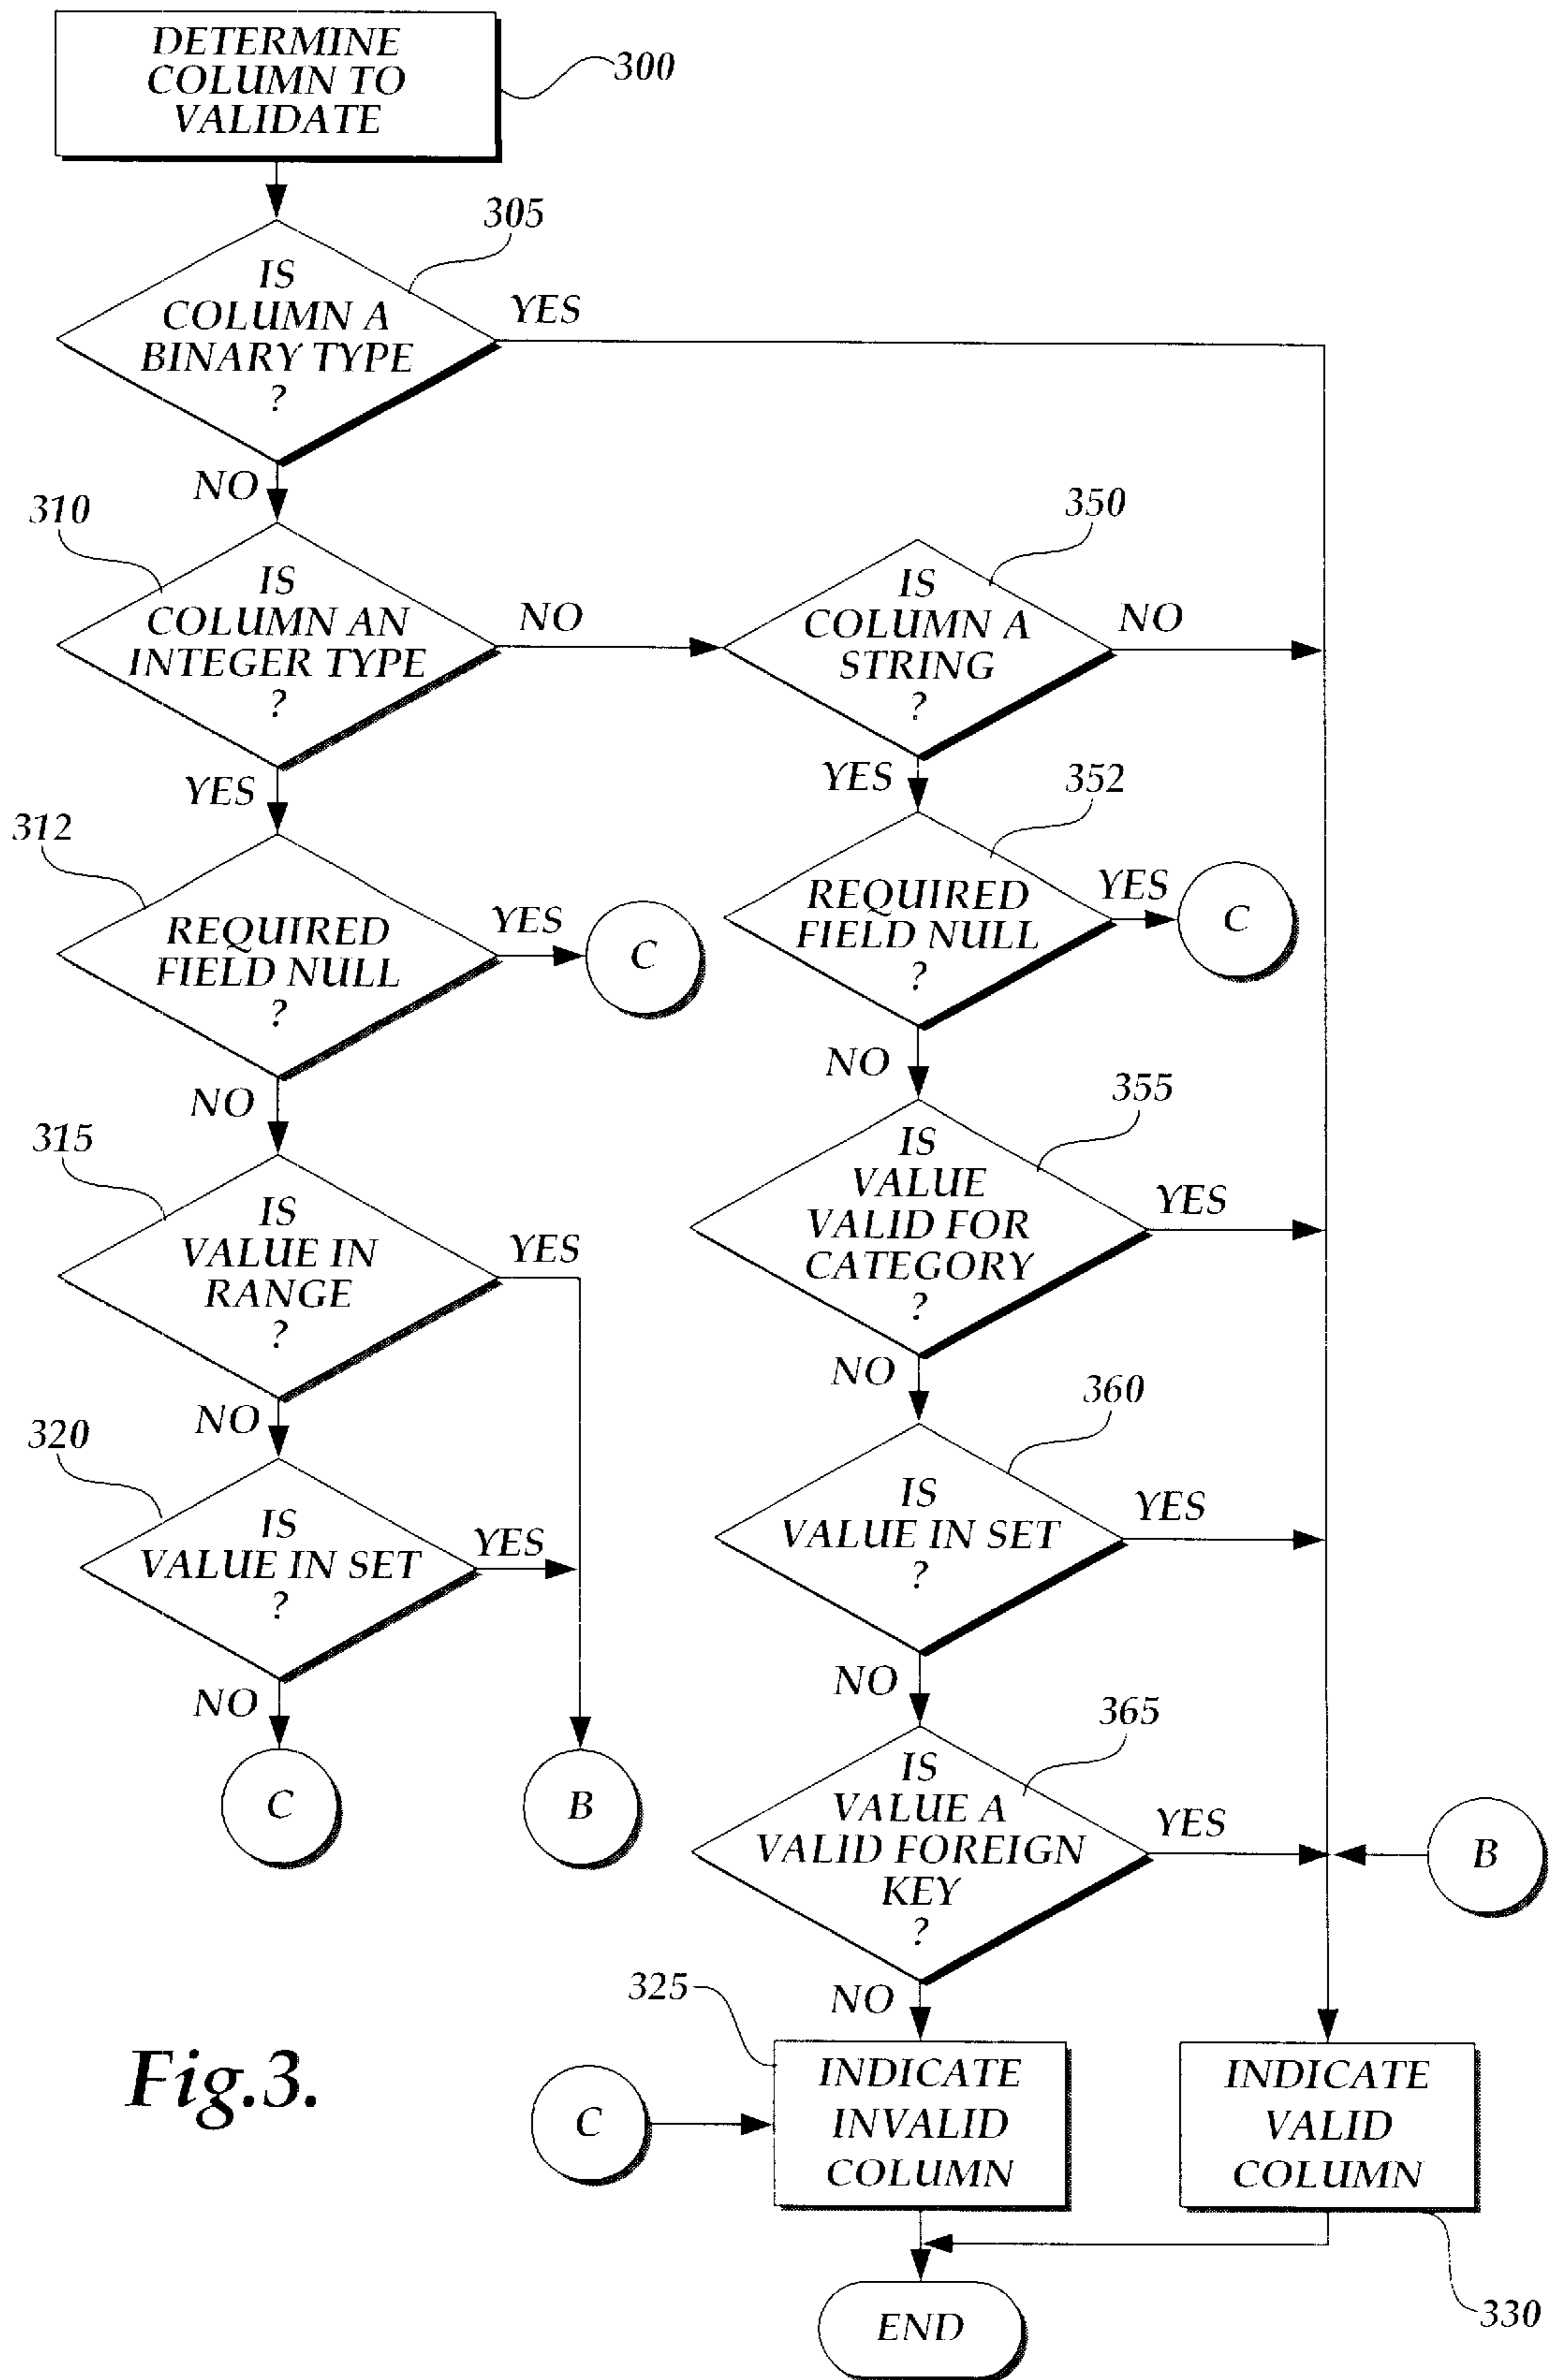 DETERMINE
COLUMN TO
VALIDATE
300
305
IS
COLUMN A
BINARY TYPE
?
YES
NO
310
IS
COLUMN AN
INTEGER TYPE
?
NO
350
IS
COLUMN A
STRING
?
NO
YES
YES
312
REQUIRED
FIELD NULL
?
YES
C
352
REQUIRED
FIELD NULL
?
YES
C
NO
NO
315
IS
VALUE IN
RANGE
?
YES
355
IS
VALUE
VALID FOR
CATEGORY
?
YES
NO
NO
320
IS
VALUE IN SET
?
YES
360
IS
VALUE IN SET
?
YES
NO
NO
C
B
365
IS
VALUE A
VALID FOREIGN
KEY
?
YES
B
NO
325
C
INDICATE
INVALID
COLUMN
INDICATE
VALID
COLUMN
330
END
Fig.3.